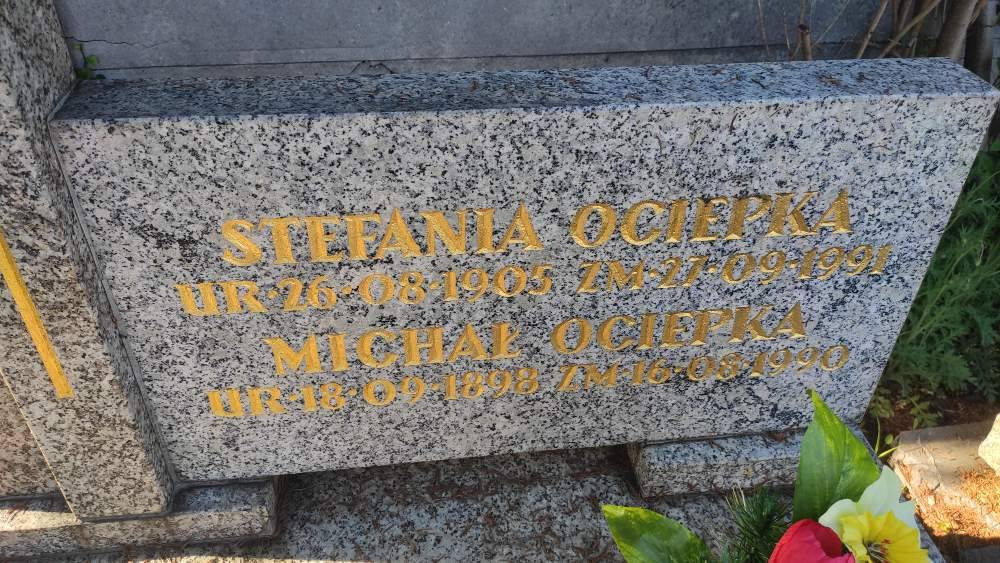 STEFANIA OCIEPKA
UR·26·08·1905 ZM·27·09·1991
MICHAŁ OCIEPKA
UR·18·09·1898 ZM·16·08·1990